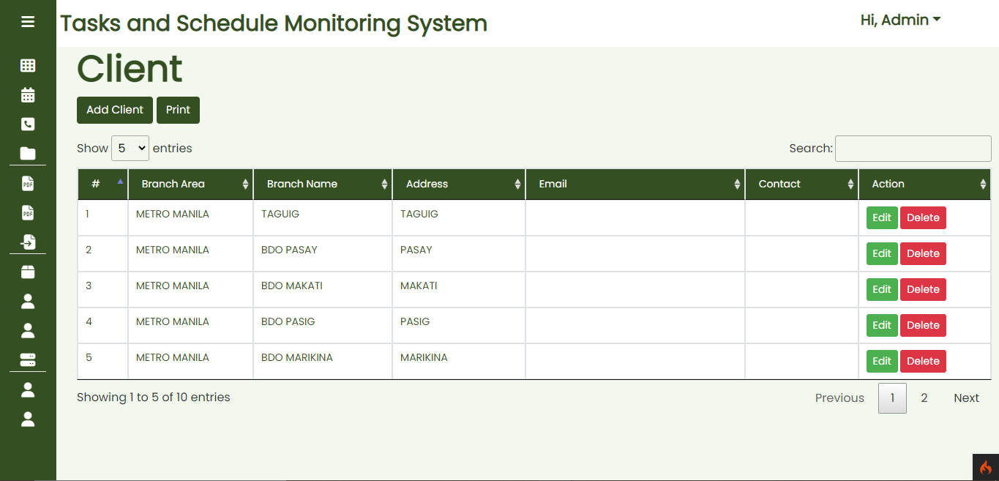 Tasks and Schedule Monitoring System
Hi, Admin
Client
Add Client Print
Show 5 entries Search:
# Branch Area Branch Name Address Email Contact Action
1 METRO MANILA TAGUIG TAGUIG Edit Delete
2 METRO MANILA BDO PASAY PASAY Edit Delete
3 METRO MANILA BDO MAKATI MAKATI Edit Delete
4 METRO MANILA BDO PASIG PASIG Edit Delete
5 METRO MANILA BDO MARIKINA MARIKINA Edit Delete
Showing 1 to 5 of 10 entries Previous 1 2 Next
PDF
PDF